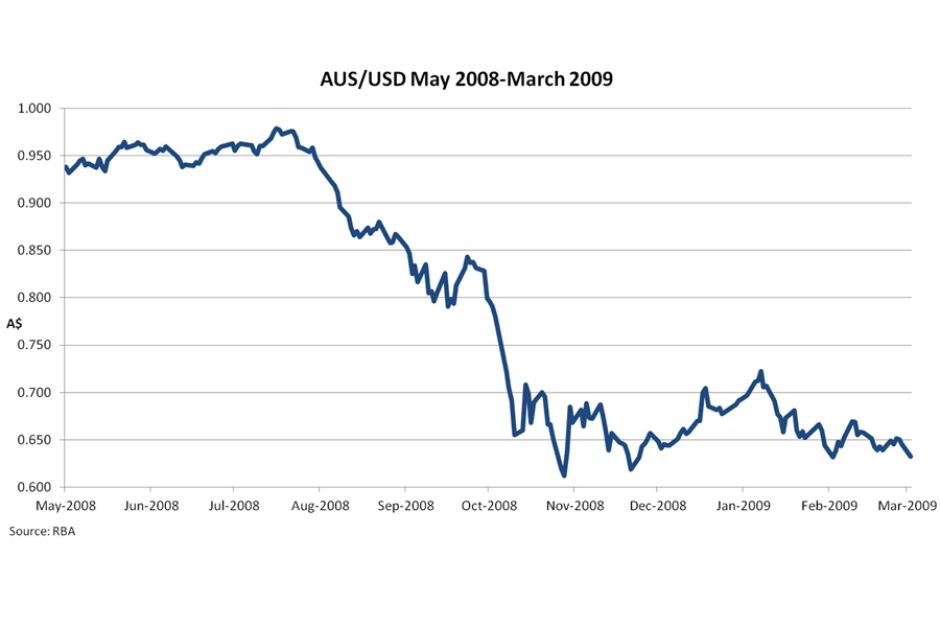 AUS/USD May 2008-March 2009
1.000
0.950
0.900
0.850
0.800
A$
0.750
0.700
0.650
0.600
May-2008 Jun-2008 Jul-2008 Aug-2008 Sep-2008 Oct-2008 Nov-2008 Dec-2008 Jan-2009 Feb-2009 Mar-2009
Source: RBA